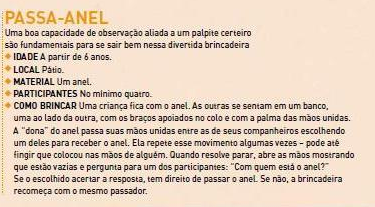 PASSA-ANEL
Uma boa capacidade de observação aliada a um palpite certeiro
são fundamentais para se sair bem nessa divertida brincadeira
◆ IDADE A partir de 6 anos.
◆ LOCAL Pátio.
◆ MATERIAL Um anel.
◆ PARTICIPANTES No mínimo quatro.
◆ COMO BRINCAR Uma criança fica com o anel. As outras se sentam em um banco,
uma ao lado da outra, com os braços apoiados no colo e com a palma das mãos unidas.
A "dona" do anel passa suas mãos unidas entre as de seus companheiros escolhendo
um deles para receber o anel. Ela repete esse movimento algumas vezes – pode até
fingir que colocou nas mãos de alguém. Quando resolve parar, abre as mãos mostrando
que estão vazias e pergunta para um dos participantes: "Com quem está o anel?"
Se o escolhido acertar a resposta, tem direito de passar o anel. Se não, a brincadeira
recomeça com o mesmo passador.